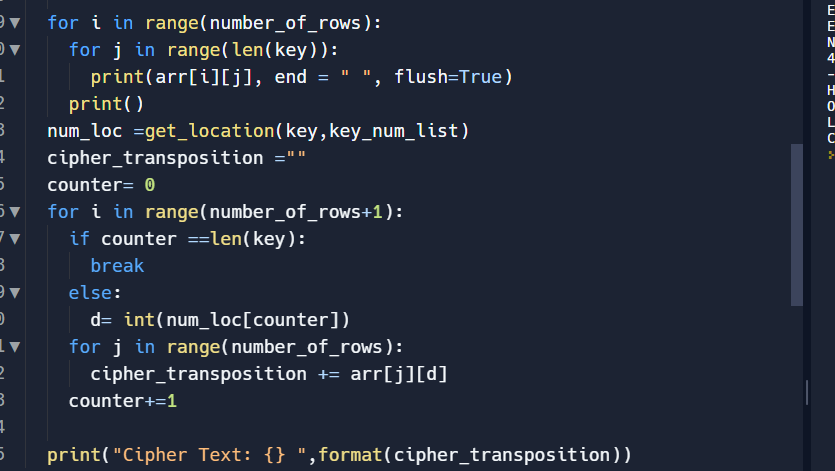 for i in range(number_of_rows):
for j in range(len(key)):
print(arr[i][j], end = " ", flush=True)
print()
num_loc =get_location(key,key_num_list)
cipher_transposition =""
counter= 0
for i in range(number_of_rows+1):
if counter ==len(key):
break
else:
d= int(num_loc[counter])
for j in range(number_of_rows):
cipher_transposition += arr[j][d]
counter+=1
print("Cipher Text: {} ",format(cipher_transposition))
E
E
N
4
-
H
O
L
C